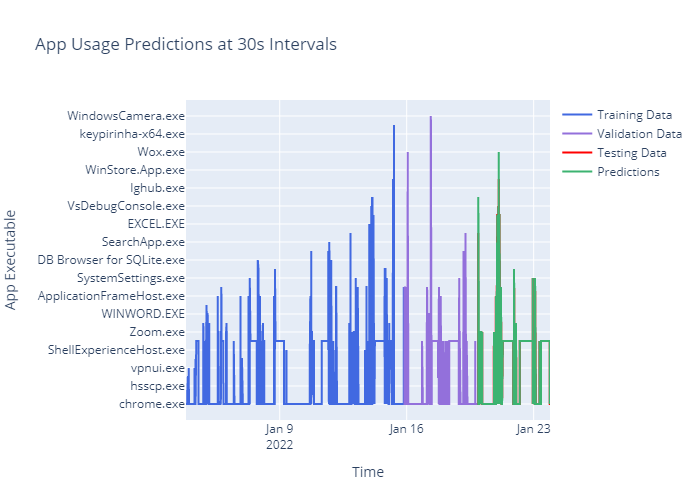 App Usage Predictions at 30s Intervals
WindowsCamera.exe
keypirinha-x64.exe
Wox.exe
WinStore.App.exe
lghub.exe
VsDebugConsole.exe
EXCEL.EXE
SearchApp.exe
DB Browser for SQLite.exe
SystemSettings.exe
ApplicationFrameHost.exe
WINWORD.EXE
Zoom.exe
ShellExperienceHost.exe
vpnui.exe
hsscp.exe
chrome.exe
App Executable
Jan 9
2022
Jan 16
Jan 23
Time
Training Data
Validation Data
Testing Data
Predictions